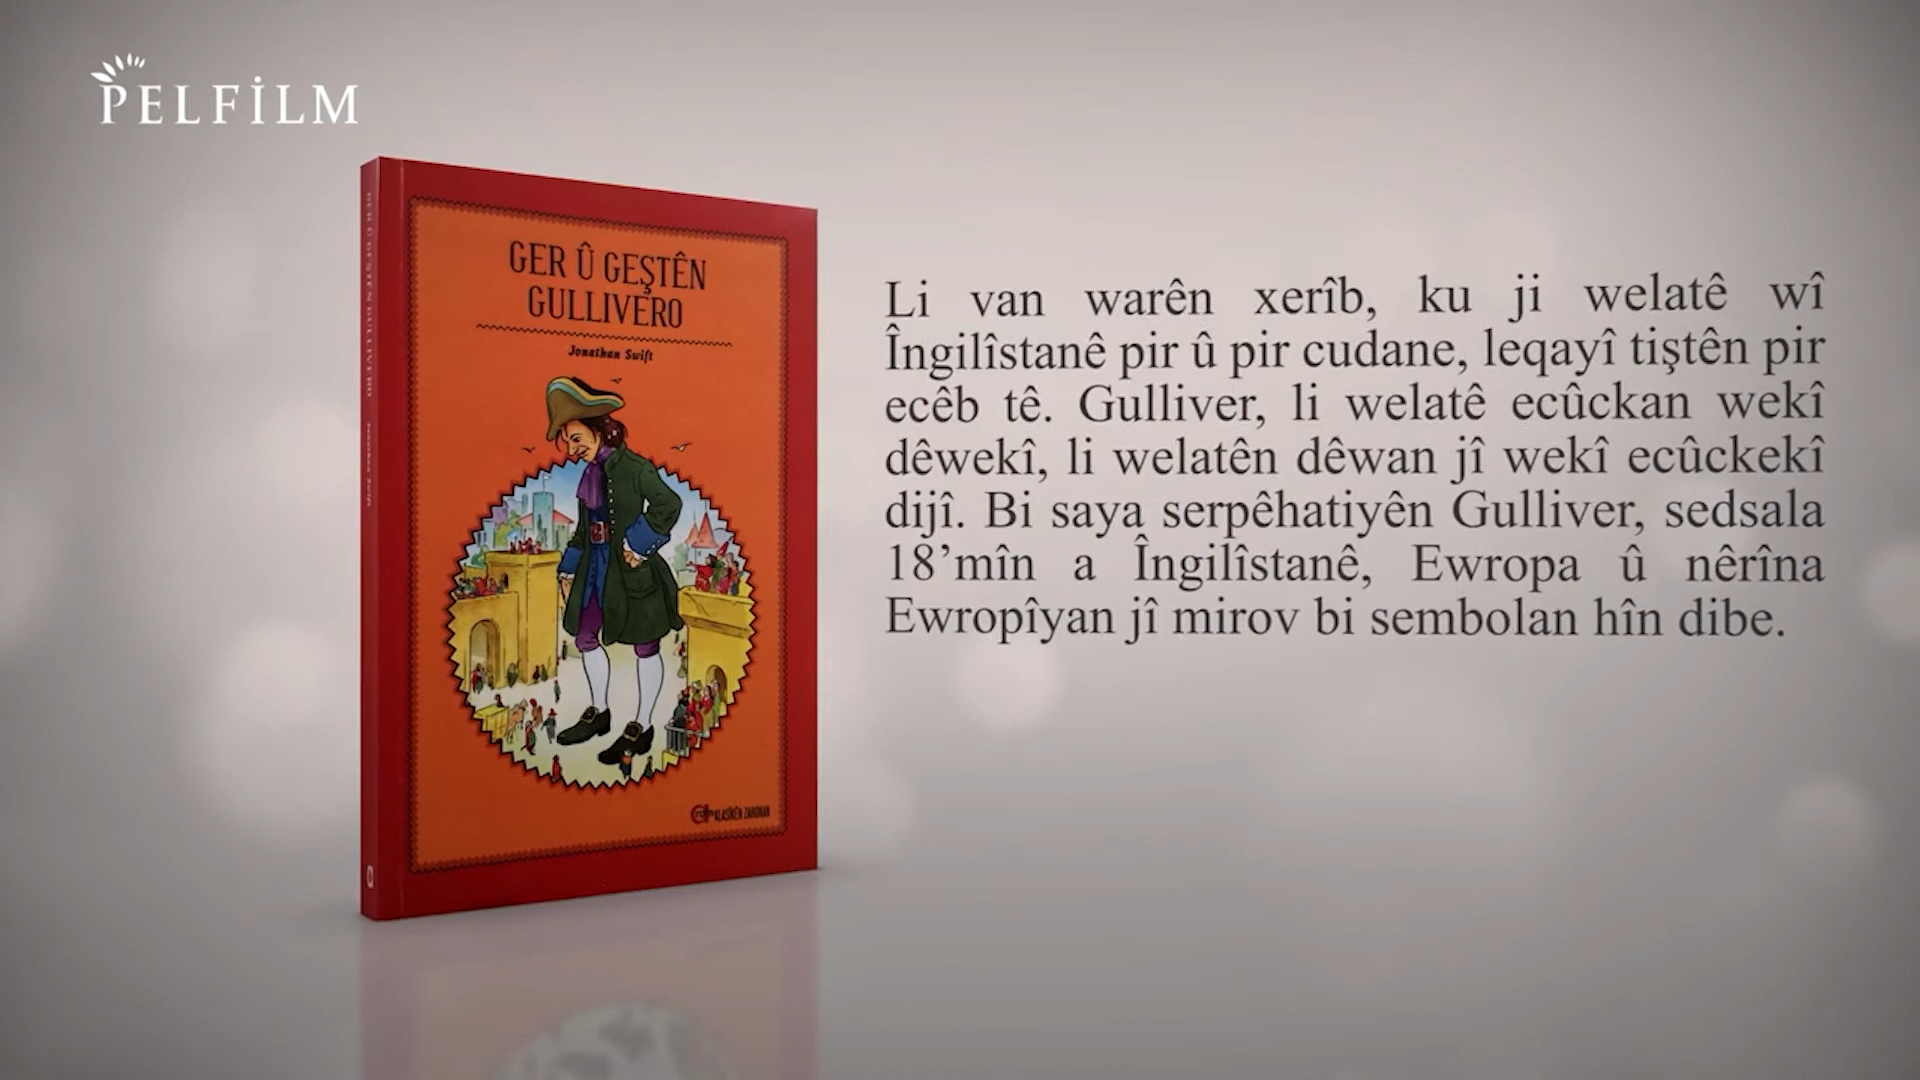 PELFİLM
GER Û GEŞTÊN
GULLIVERO
Jonathan Swift
KLASÎKÊN ZAROKAN
Li van warên xerîb, ku ji welatê wî
Îngilîstanê pir û pir cudane, leqayî tiştên pir
ecêb tê. Gulliver, li welatê ecûckan wekî
dêwekî, li welatên dêwan jî wekî ecûckekî
dijî. Bi saya serpêhatiyên Gulliver, sedsala
18’mîn a Îngilîstanê, Ewropa û nêrîna
Ewropîyan jî mirov bi sembolan hîn dibe.